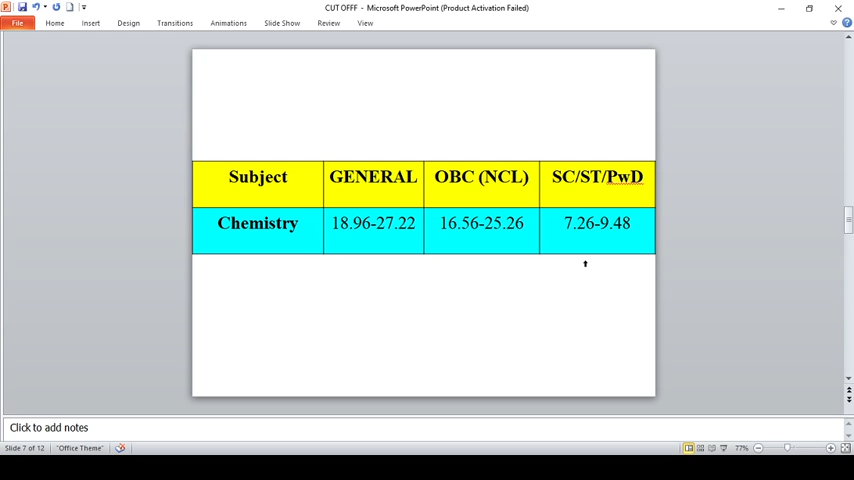 CUT OFFF - Microsoft PowerPoint (Product Activation Failed)
File Home Insert Design Transitions Animations Slide Show Review View
Subject GENERAL OBC (NCL) SC/ST/PwD
Chemistry 18.96-27.22 16.56-25.26 7.26-9.48
Click to add notes
Slide 7 of 12 "Office Theme" 77%